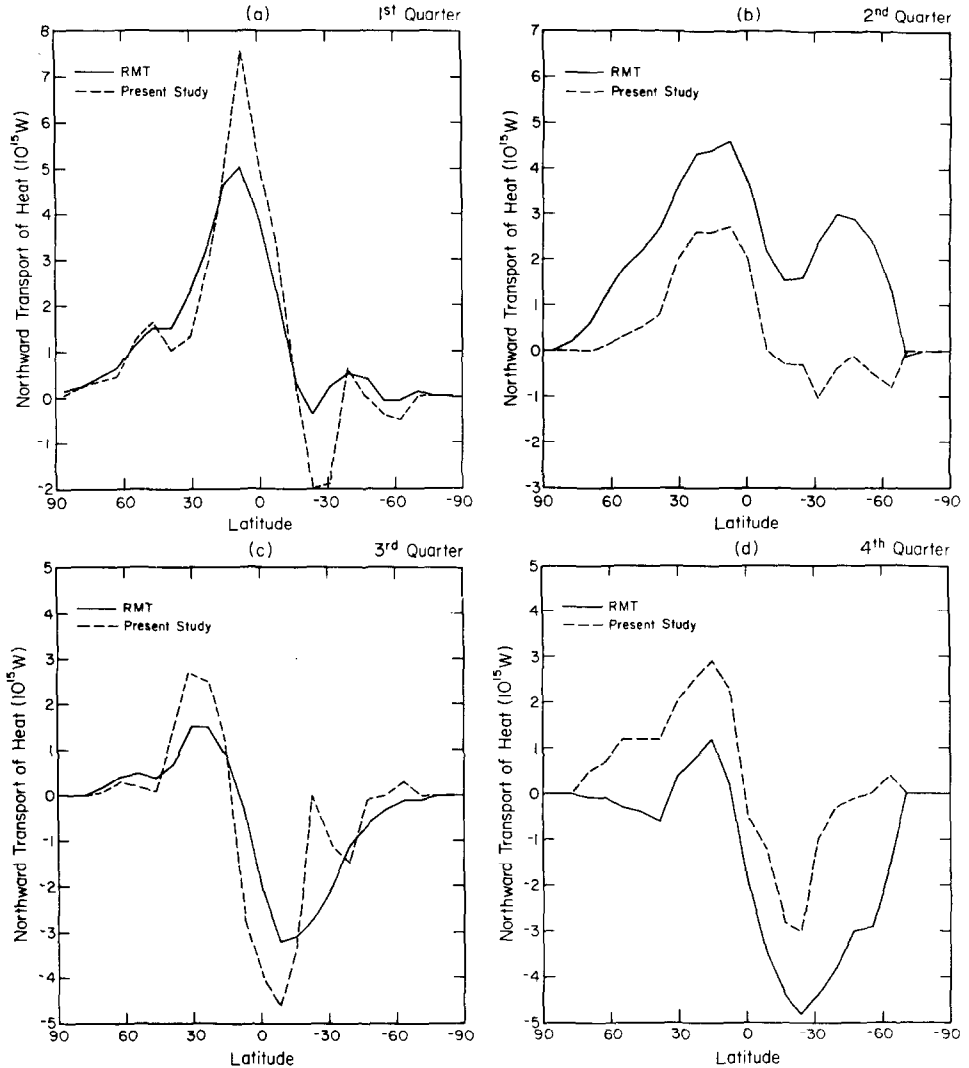 (a) 1st Quarter
8
7
6
5
4
3
2
1
0
-1
-2
RMT
Present Study
Northward Transport of Heat (10^15 W)
90 60 30 0 -30 -60 -90
Latitude
(b) 2nd Quarter
7
6
5
4
3
2
1
0
-1
-2
-3
RMT
Present Study
Northward Transport of Heat (10^15 W)
90 60 30 0 -30 -60 -90
Latitude
(c) 3rd Quarter
5
4
3
2
1
0
-1
-2
-3
-4
-5
RMT
Present Study
Northward Transport of Heat (10^15 W)
90 60 30 0 -30 -60 -90
Latitude
(d) 4th Quarter
5
4
3
2
1
0
-1
-2
-3
-4
-5
RMT
Present Study
Northward Transport of Heat (10^15 W)
90 60 30 0 -30 -60 -90
Latitude